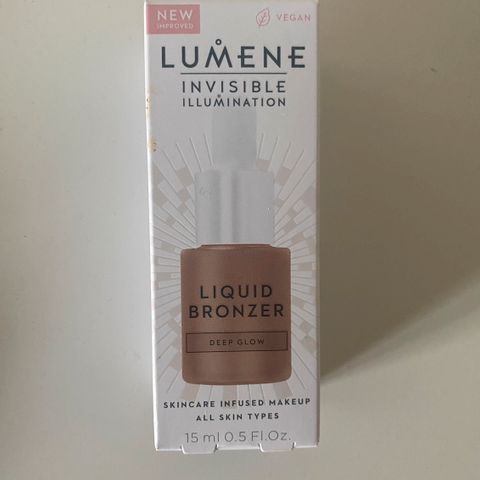 NEW
IMPROVED
VEGAN
LUMENE
INVISIBLE
ILLUMINATION
LIQUID
BRONZER
DEEP GLOW
SKINCARE INFUSED MAKEUP
ALL SKIN TYPES
15 ml 0.5 Fl.Oz.